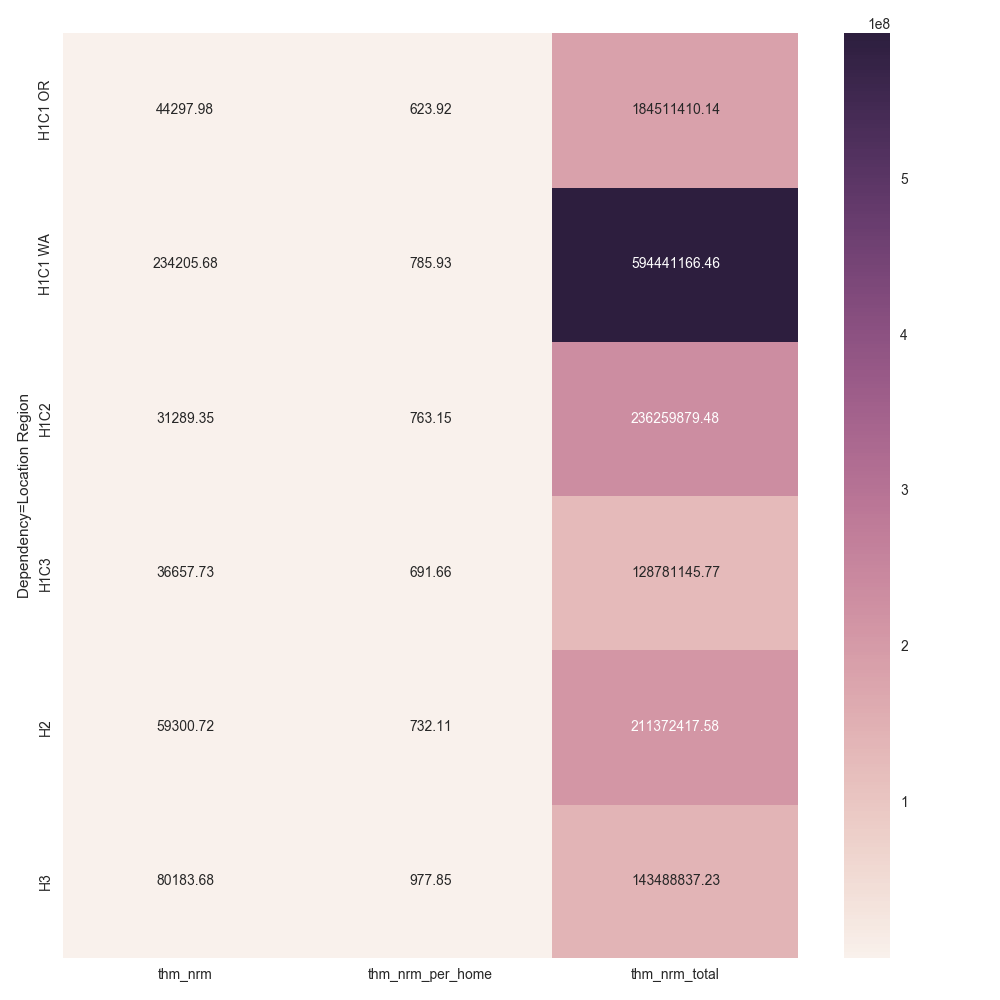 1e8
H1C1 OR
44297.98
623.92
184511410.14
5
H1C1 WA
234205.68
785.93
594441166.46
4
Dependency=Location Region
H1C2
31289.35
763.15
236259879.48
3
H1C3
36657.73
691.66
128781145.77
2
H2
59300.72
732.11
211372417.58
1
H3
80183.68
977.85
143488837.23
thm_nrm
thm_nrm_per_home
thm_nrm_total